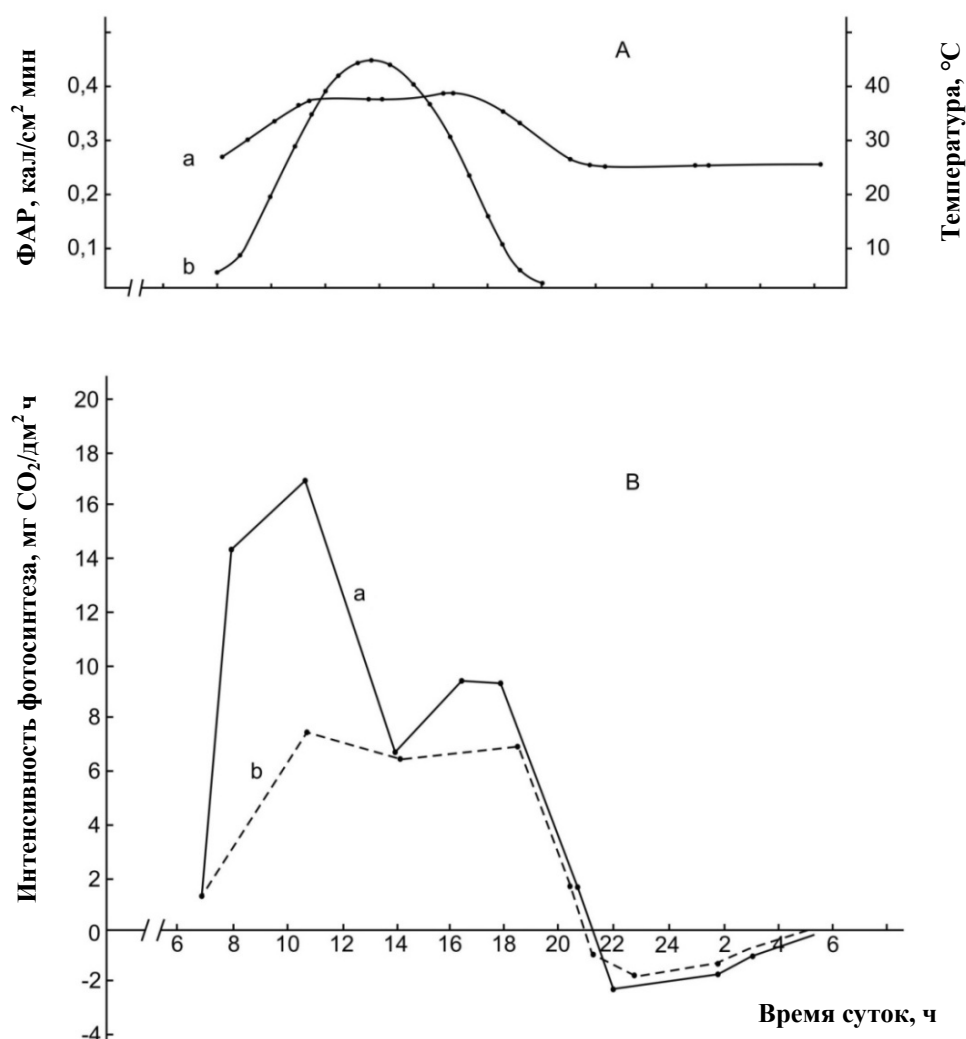 ФАР, кал/см² мин
0,4
0,3
0,2
0,1
a
b
A
40
30
20
10
Температура, °C
Интенсивность фотосинтеза, мг CO₂/дм² ч
20
18
16
14
12
10
8
6
4
2
0
-2
-4
a
b
B
6 8 10 12 14 16 18 20 22 24 2 4 6
Время суток, ч